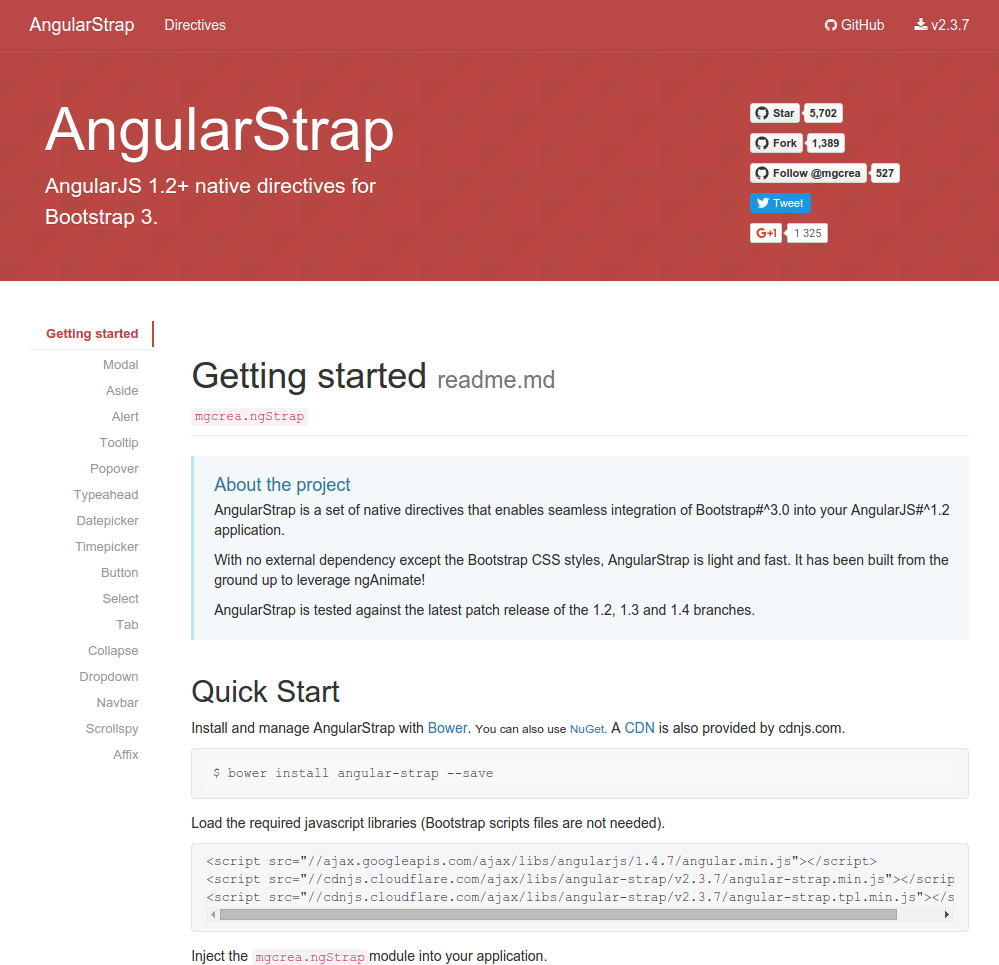 AngularStrap Directives GitHub v2.3.7
AngularStrap
AngularJS 1.2+ native directives for
Bootstrap 3.
Star 5,702
Fork 1,389
Follow @mgcrea 527
Tweet
G+1 1 325
Getting started
Modal
Aside
Alert
Tooltip
Popover
Typeahead
Datepicker
Timepicker
Button
Select
Tab
Collapse
Dropdown
Navbar
Scrollspy
Affix
Getting started readme.md
mgcrea.ngStrap
About the project
AngularStrap is a set of native directives that enables seamless integration of Bootstrap#^3.0 into your AngularJS#^1.2
application.
With no external dependency except the Bootstrap CSS styles, AngularStrap is light and fast. It has been built from the
ground up to leverage ngAnimate!
AngularStrap is tested against the latest patch release of the 1.2, 1.3 and 1.4 branches.
Quick Start
Install and manage AngularStrap with Bower. You can also use NuGet. A CDN is also provided by cdnjs.com.
$ bower install angular-strap --save
Load the required javascript libraries (Bootstrap scripts files are not needed).
<script src="//ajax.googleapis.com/ajax/libs/angularjs/1.4.7/angular.min.js"></script>
<script src="//cdnjs.cloudflare.com/ajax/libs/angular-strap/v2.3.7/angular-strap.min.js"></scrip
<script src="//cdnjs.cloudflare.com/ajax/libs/angular-strap/v2.3.7/angular-strap.tpl.min.js"></s
Inject the mgcrea.ngStrap module into your application.